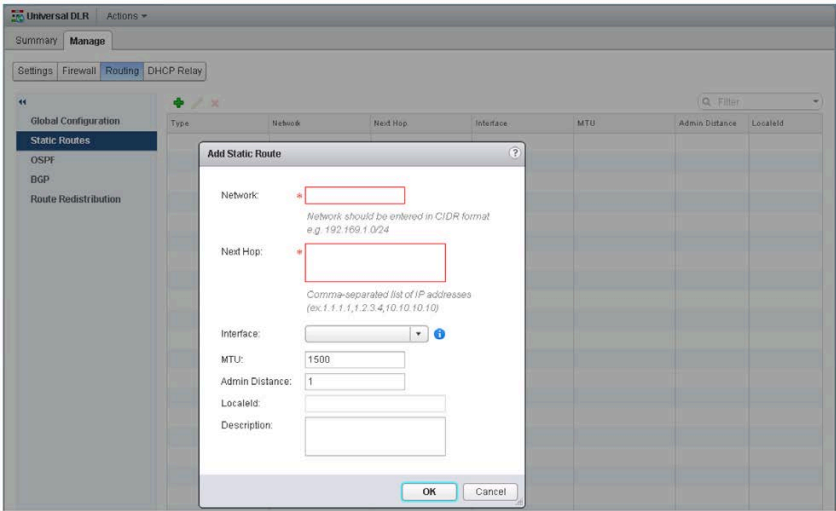 Universal DLR Actions
Summary Manage
Settings Firewall Routing DHCP Relay
Filter
Global Configuration
Static Routes
OSPF
BGP
Route Redistribution
Type Network Next Hop Interface MTU Admin Distance LocaleId
Add Static Route ?
Network: *
Network should be entered in CIDR format
e.g. 192.169.1.0/24
Next Hop: *
Comma-separated list of IP addresses
(ex.1.1.1.1,1.2.3.4,10.10.10.10)
Interface:
MTU: 1500
Admin Distance: 1
LocaleId:
Description:
OK Cancel